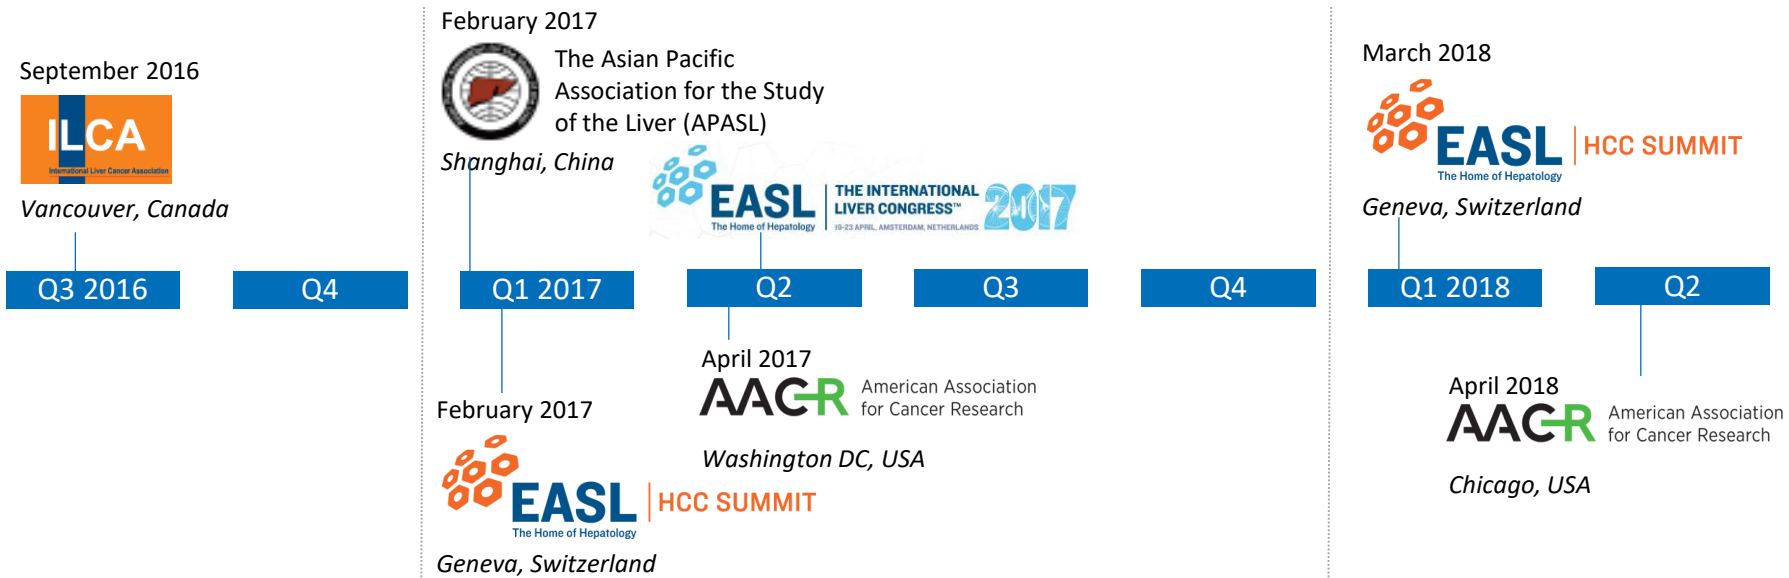 September 2016
ILCA
International Liver Cancer Association
Vancouver, Canada
February 2017
The Asian Pacific
Association for the Study
of the Liver (APASL)
Shanghai, China
EASL
The Home of Hepatology
THE INTERNATIONAL
LIVER CONGRESS™
19-23 APRIL, AMSTERDAM, NETHERLANDS
2017
March 2018
EASL
The Home of Hepatology
HCC SUMMIT
Geneva, Switzerland
Q3 2016
Q4
Q1 2017
Q2
Q3
Q4
Q1 2018
Q2
February 2017
EASL
The Home of Hepatology
HCC SUMMIT
Geneva, Switzerland
April 2017
AACR
American Association
for Cancer Research
Washington DC, USA
April 2018
AACR
American Association
for Cancer Research
Chicago, USA